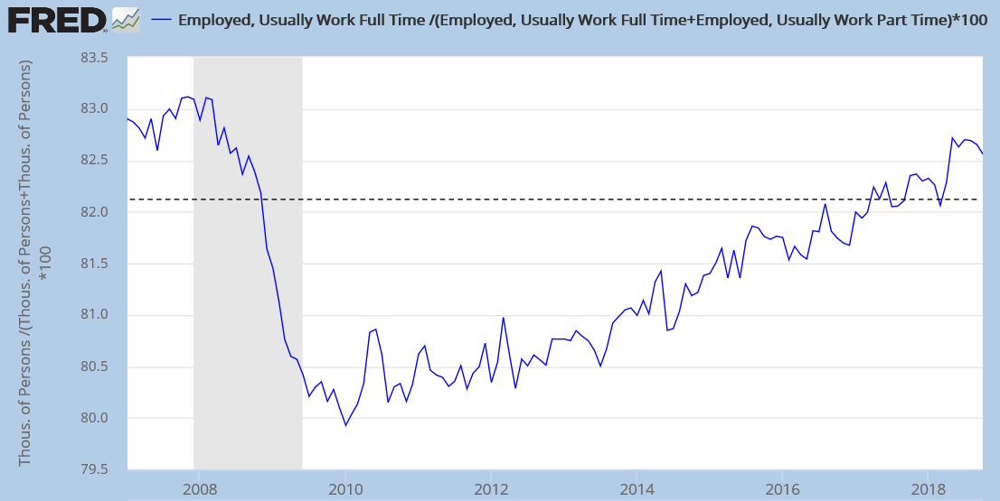 FRED
Employed, Usually Work Full Time /(Employed, Usually Work Full Time+Employed, Usually Work Part Time)*100
Thous. of Persons /(Thous. of Persons+Thous. of Persons)
*100
83.5
83.0
82.5
82.0
81.5
81.0
80.5
80.0
79.5
2008 2010 2012 2014 2016 2018